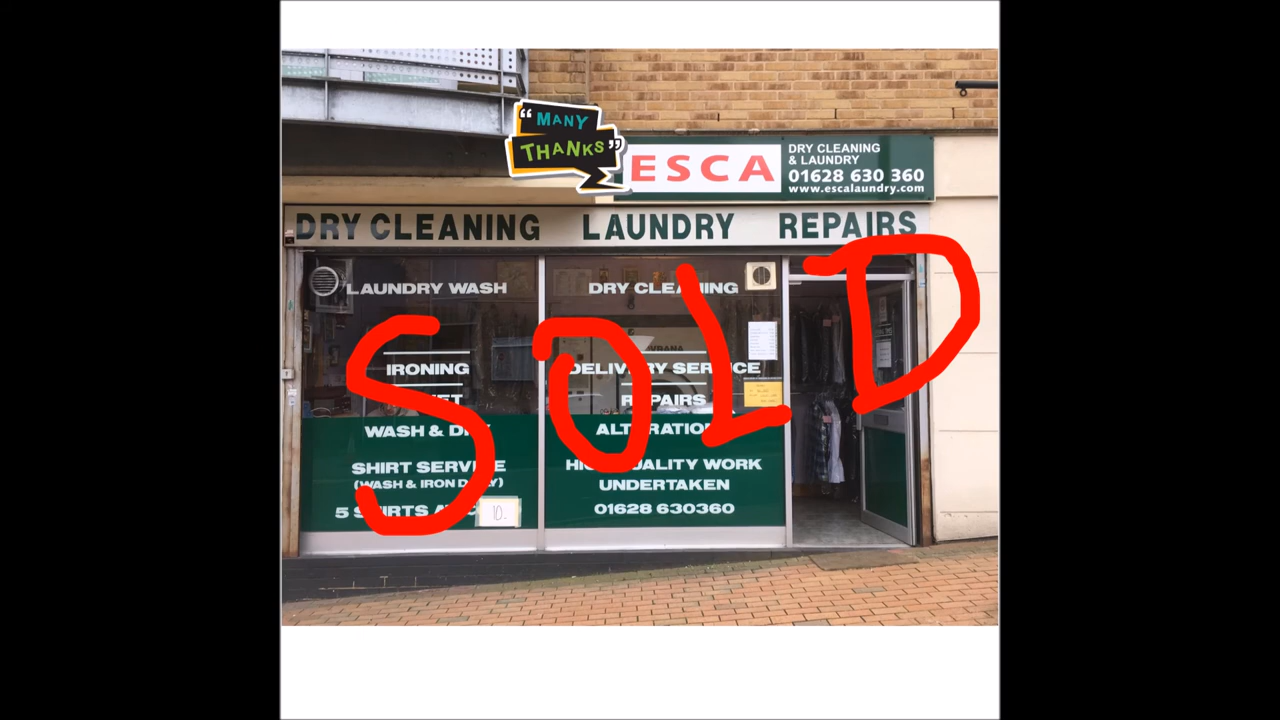 "MANY
THANKS"
ESCA
DRY CLEANING
& LAUNDRY
01628 630 360
www.escalaundry.com
DRY CLEANING LAUNDRY REPAIRS
LAUNDRY WASH
IRONING
WASH &
SHIRT SERVICE
(WASH & IRON ONLY)
5 SHIRTS
10.
DRY CLEANING
DELIVERY SERVICE
REPAIRS
ALTERATIONS
HIGH QUALITY WORK
UNDERTAKEN
01628 630360
SOLD